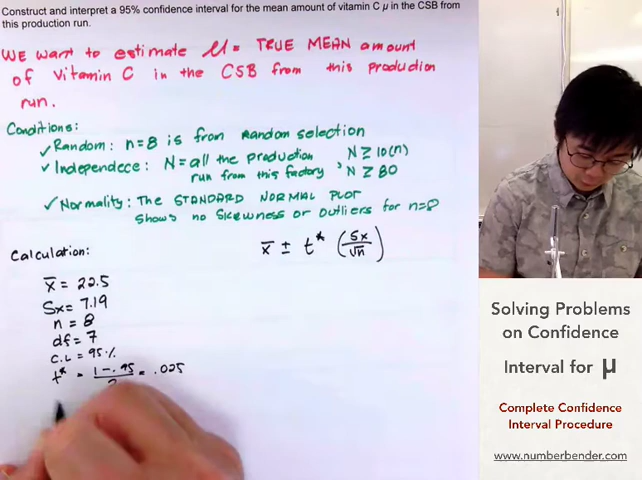 Construct and interpret a 95% confidence interval for the mean amount of vitamin C μ in the CSB from
this production run.
WE want to estimate μ = TRUE MEAN amount
of Vitamin C in the CSB from this production
run.
Conditions:
✓ Random: n=8 is from Random selection
✓ Independece: N = all the production
run from this factory
, N ≥ 10(n)
N ≥ 80
✓ Normality: The STANDARD NORMAL PLOT
Shows no Skewness or outliers for n=8
Calculation:
x̄ ± t* (Sx/√n)
x̄ = 22.5
Sx = 7.19
n = 8
df = 7
C.L = 95%
t* = (1-.95)/2 = .025
Solving Problems
on Confidence
Interval for μ
Complete Confidence
Interval Procedure
www.numberbender.com